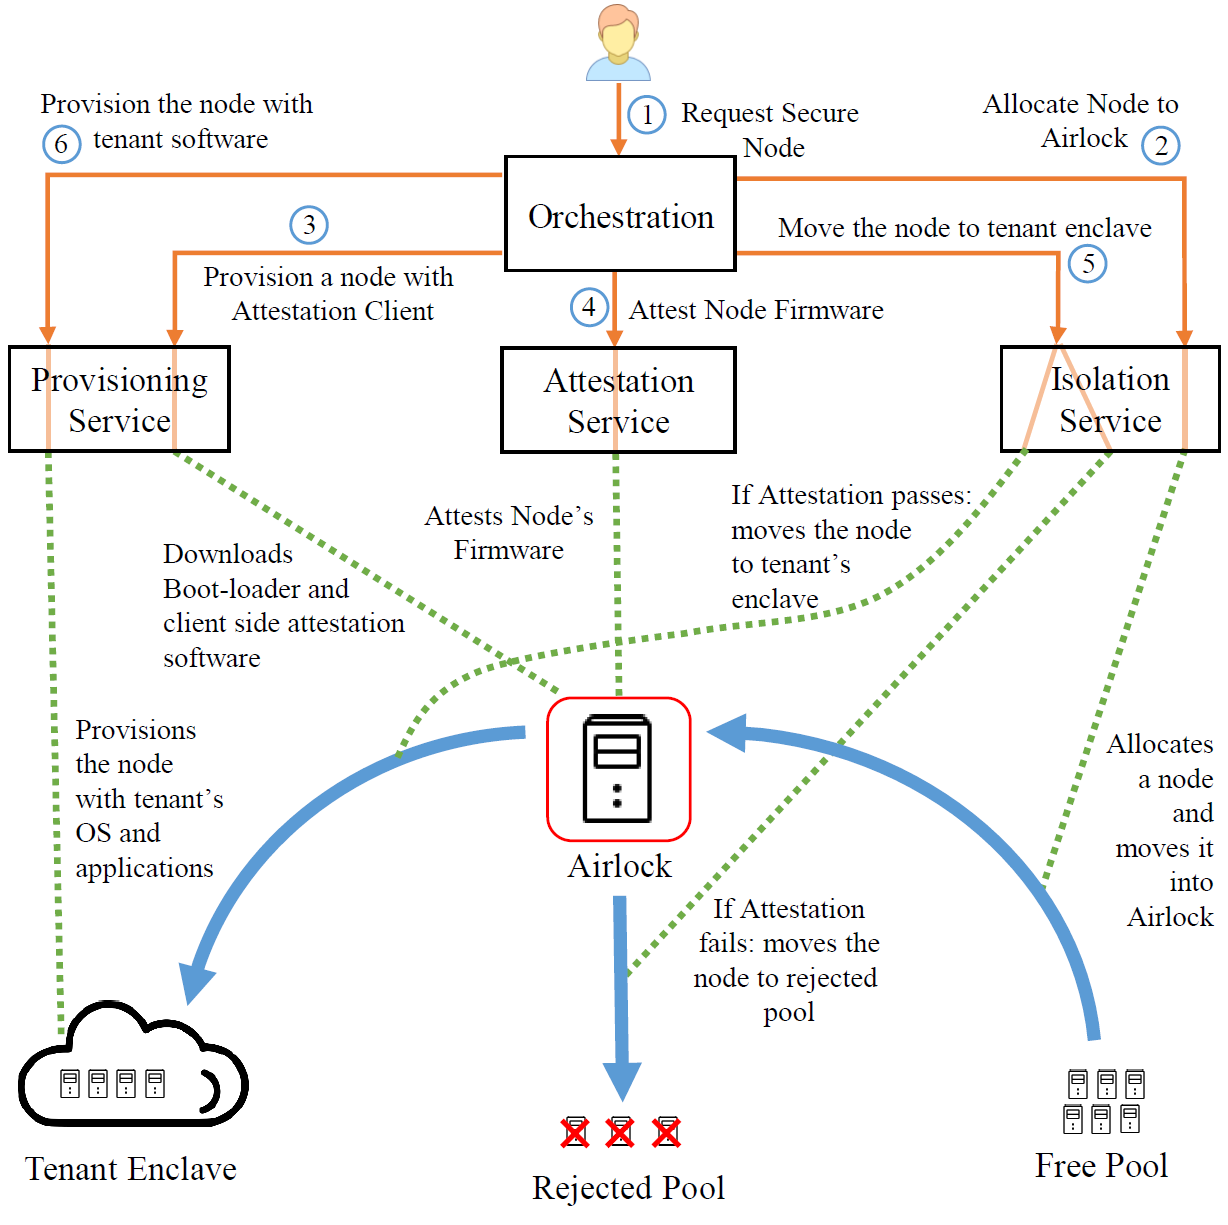 Provision the node with
6 tenant software
1 Request Secure
Node
Allocate Node to
Airlock 2
Orchestration
3
Provision a node with
Attestation Client
4 Attest Node Firmware
Move the node to tenant enclave
5
Provisioning
Service
Attestation
Service
Isolation
Service
Downloads
Boot-loader and
client side attestation
software
Attests Node’s
Firmware
If Attestation passes:
moves the node
to tenant’s
enclave
Provisions
the node
with tenant’s
OS and
applications
Airlock
Allocates
a node
and
moves it
into
Airlock
If Attestation
fails: moves the
node to rejected
pool
Tenant Enclave
Rejected Pool
Free Pool